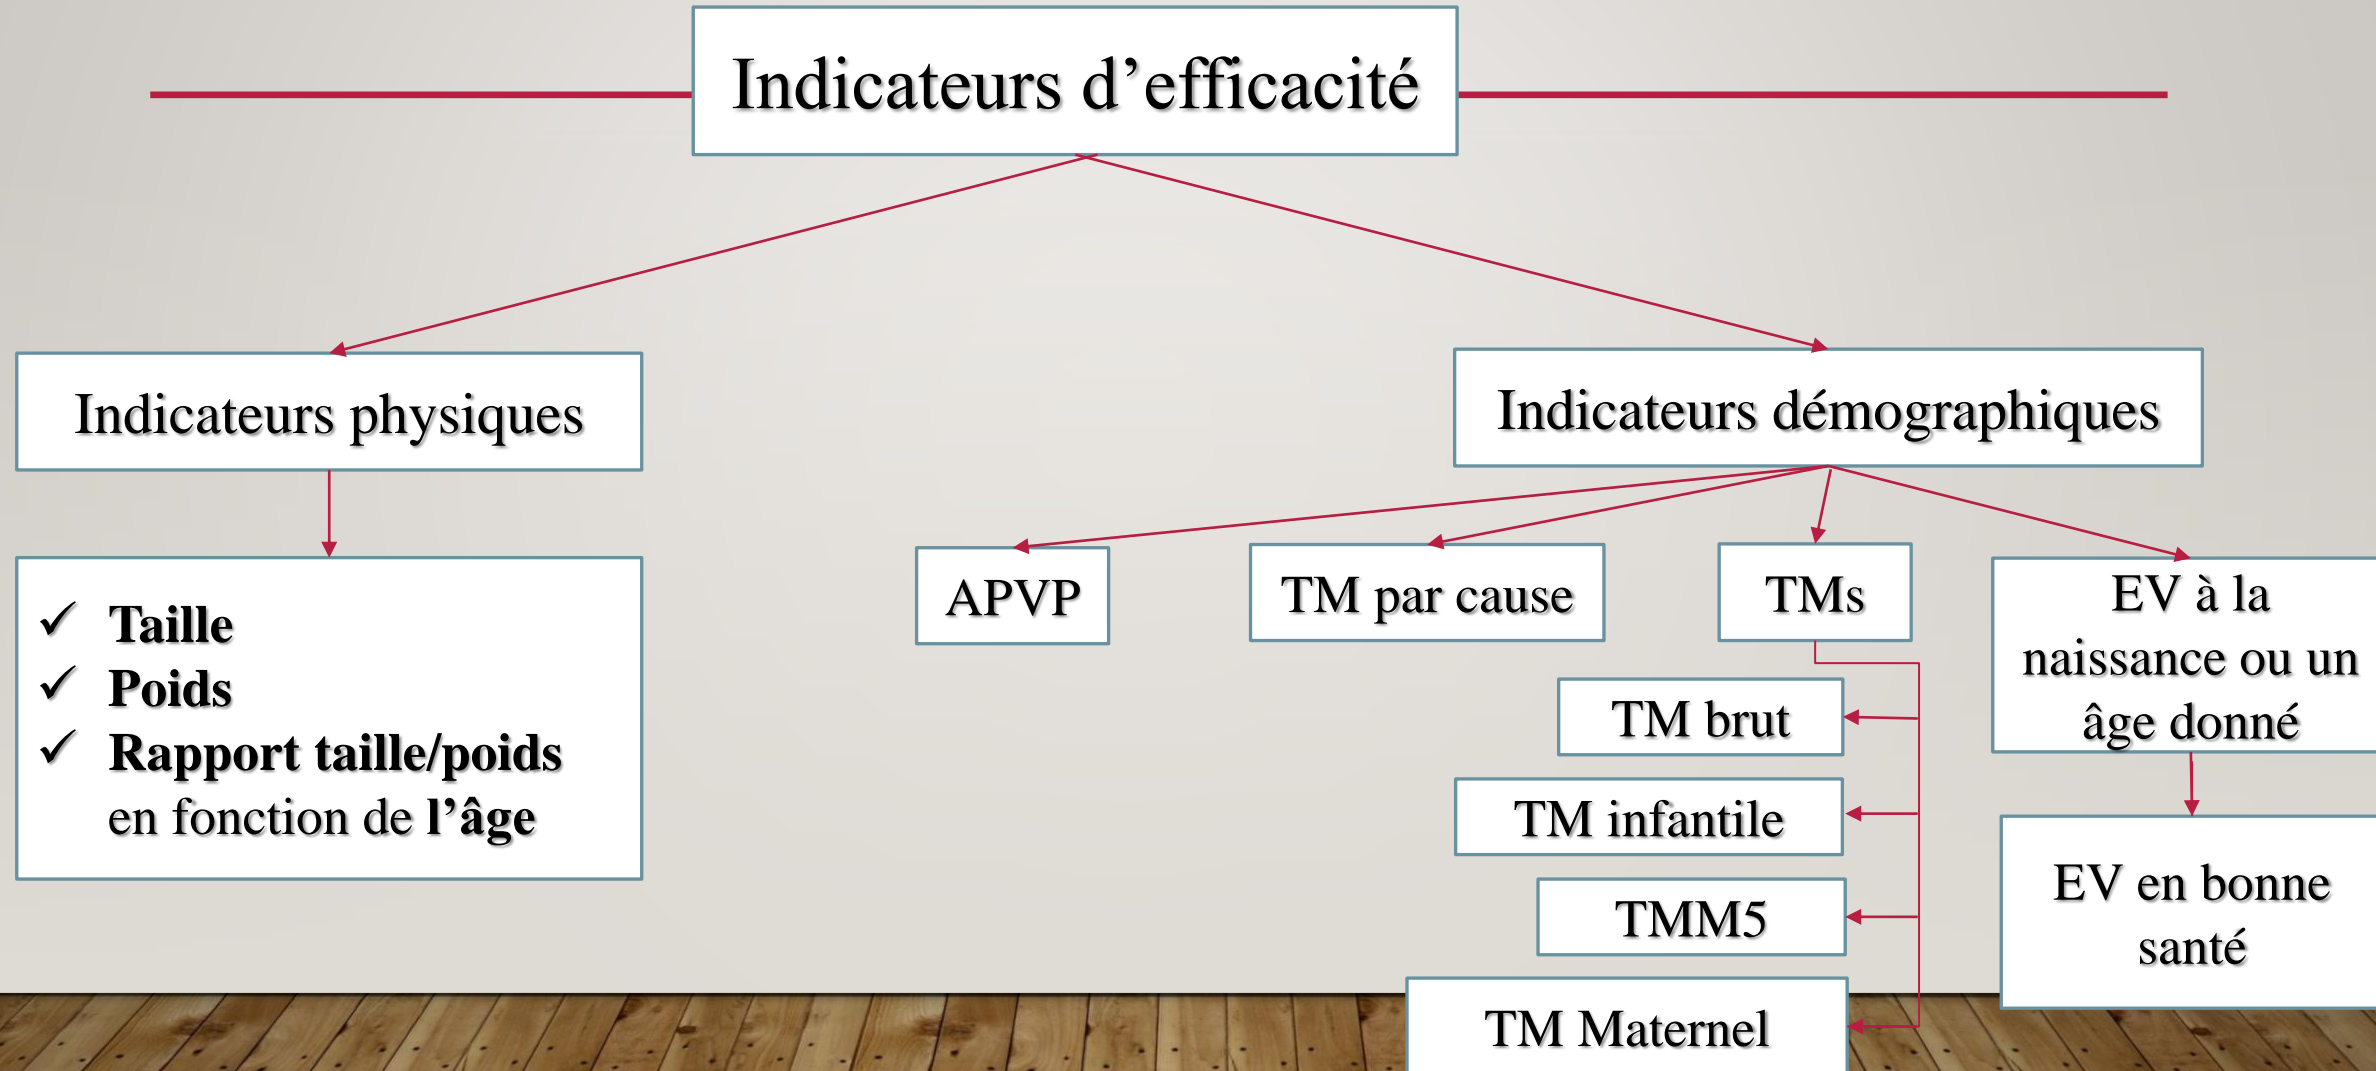 Indicateurs d’efficacité
Indicateurs physiques
Indicateurs démographiques
✓ Taille
✓ Poids
✓ Rapport taille/poids
en fonction de l’âge
APVP
TM par cause
TMs
EV à la
naissance ou un
âge donné
TM brut
TM infantile
TMM5
TM Maternel
EV en bonne
santé